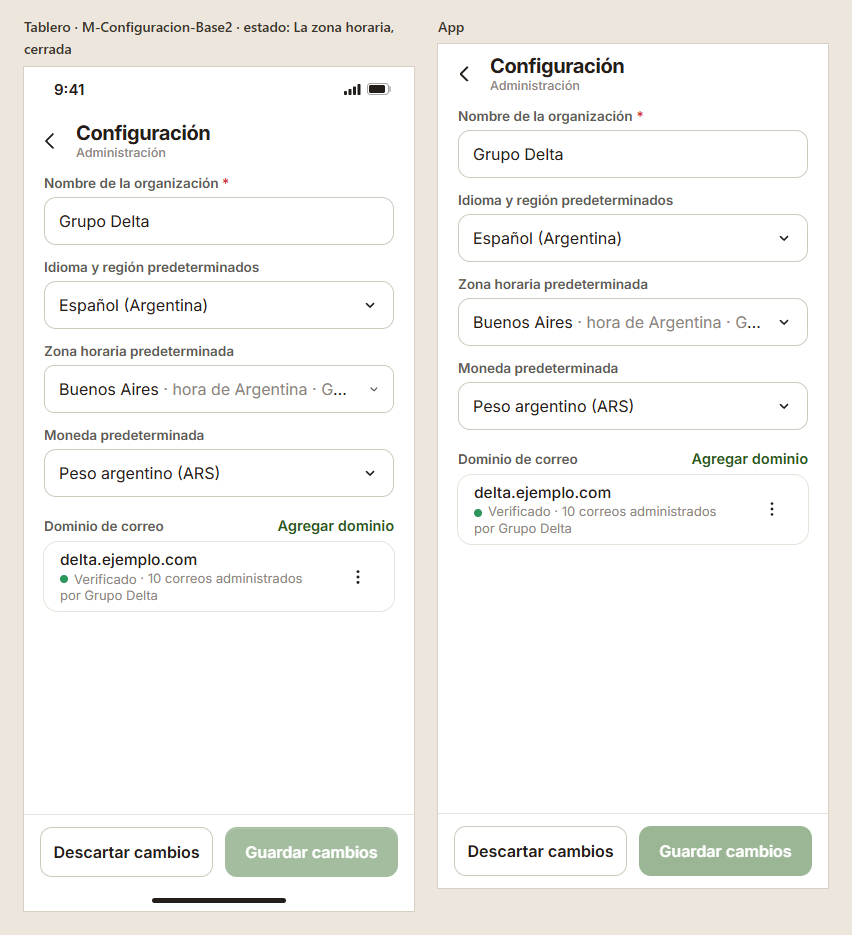 Tablero · M-Configuracion-Base2 · estado: La zona horaria,
cerrada
9:41
Configuración
Administración
Nombre de la organización *
Grupo Delta
Idioma y región predeterminados
Español (Argentina)
Zona horaria predeterminada
Buenos Aires · hora de Argentina · G...
Moneda predeterminada
Peso argentino (ARS)
Dominio de correo
Agregar dominio
delta.ejemplo.com
Verificado · 10 correos administrados
por Grupo Delta
Descartar cambios
Guardar cambios
App
Configuración
Administración
Nombre de la organización *
Grupo Delta
Idioma y región predeterminados
Español (Argentina)
Zona horaria predeterminada
Buenos Aires · hora de Argentina · G...
Moneda predeterminada
Peso argentino (ARS)
Dominio de correo
Agregar dominio
delta.ejemplo.com
Verificado · 10 correos administrados
por Grupo Delta
Descartar cambios
Guardar cambios